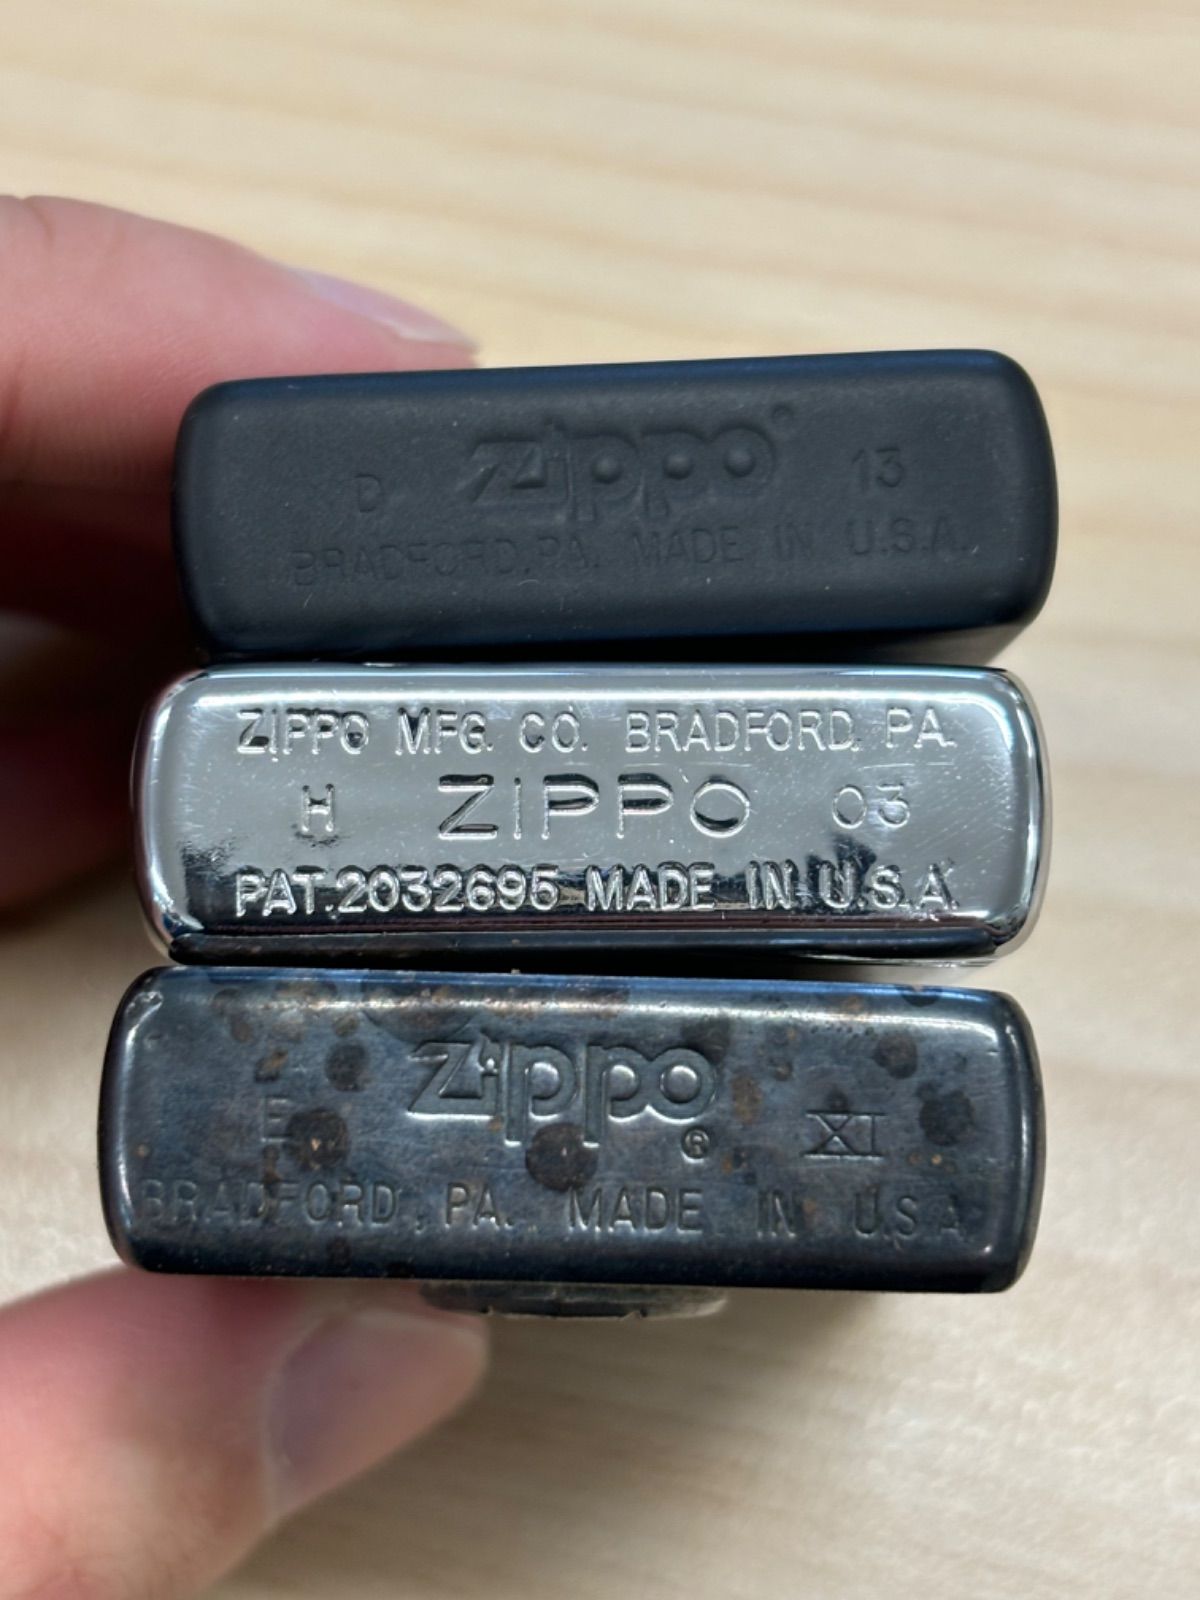 Zippo®
D 13
BRADFORD, PA. MADE IN U.S.A.
ZIPPO MFG. CO. BRADFORD, PA.
H ZIPPO 03
PAT. 2032695 MADE IN U.S.A.
Zippo®
E XI
BRADFORD, PA. MADE IN U.S.A.